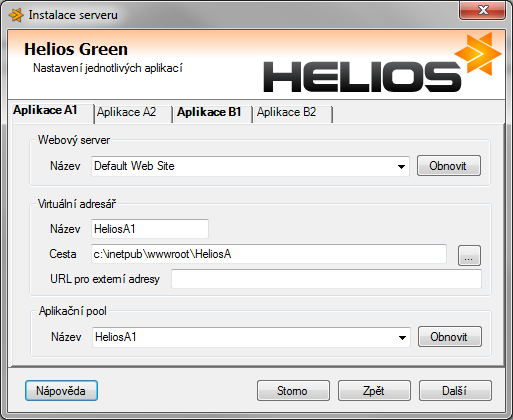 Instalace serveru
Helios Green
Nastavení jednotlivých aplikací
HELIOS
Aplikace A1 Aplikace A2 Aplikace B1 Aplikace B2
Webový server
Název Default Web Site Obnovit
Virtuální adresář
Název HeliosA1
Cesta c:\inetpub\wwwroot\HeliosA ...
URL pro externí adresy
Aplikační pool
Název HeliosA1 Obnovit
Nápověda Storno Zpět Další